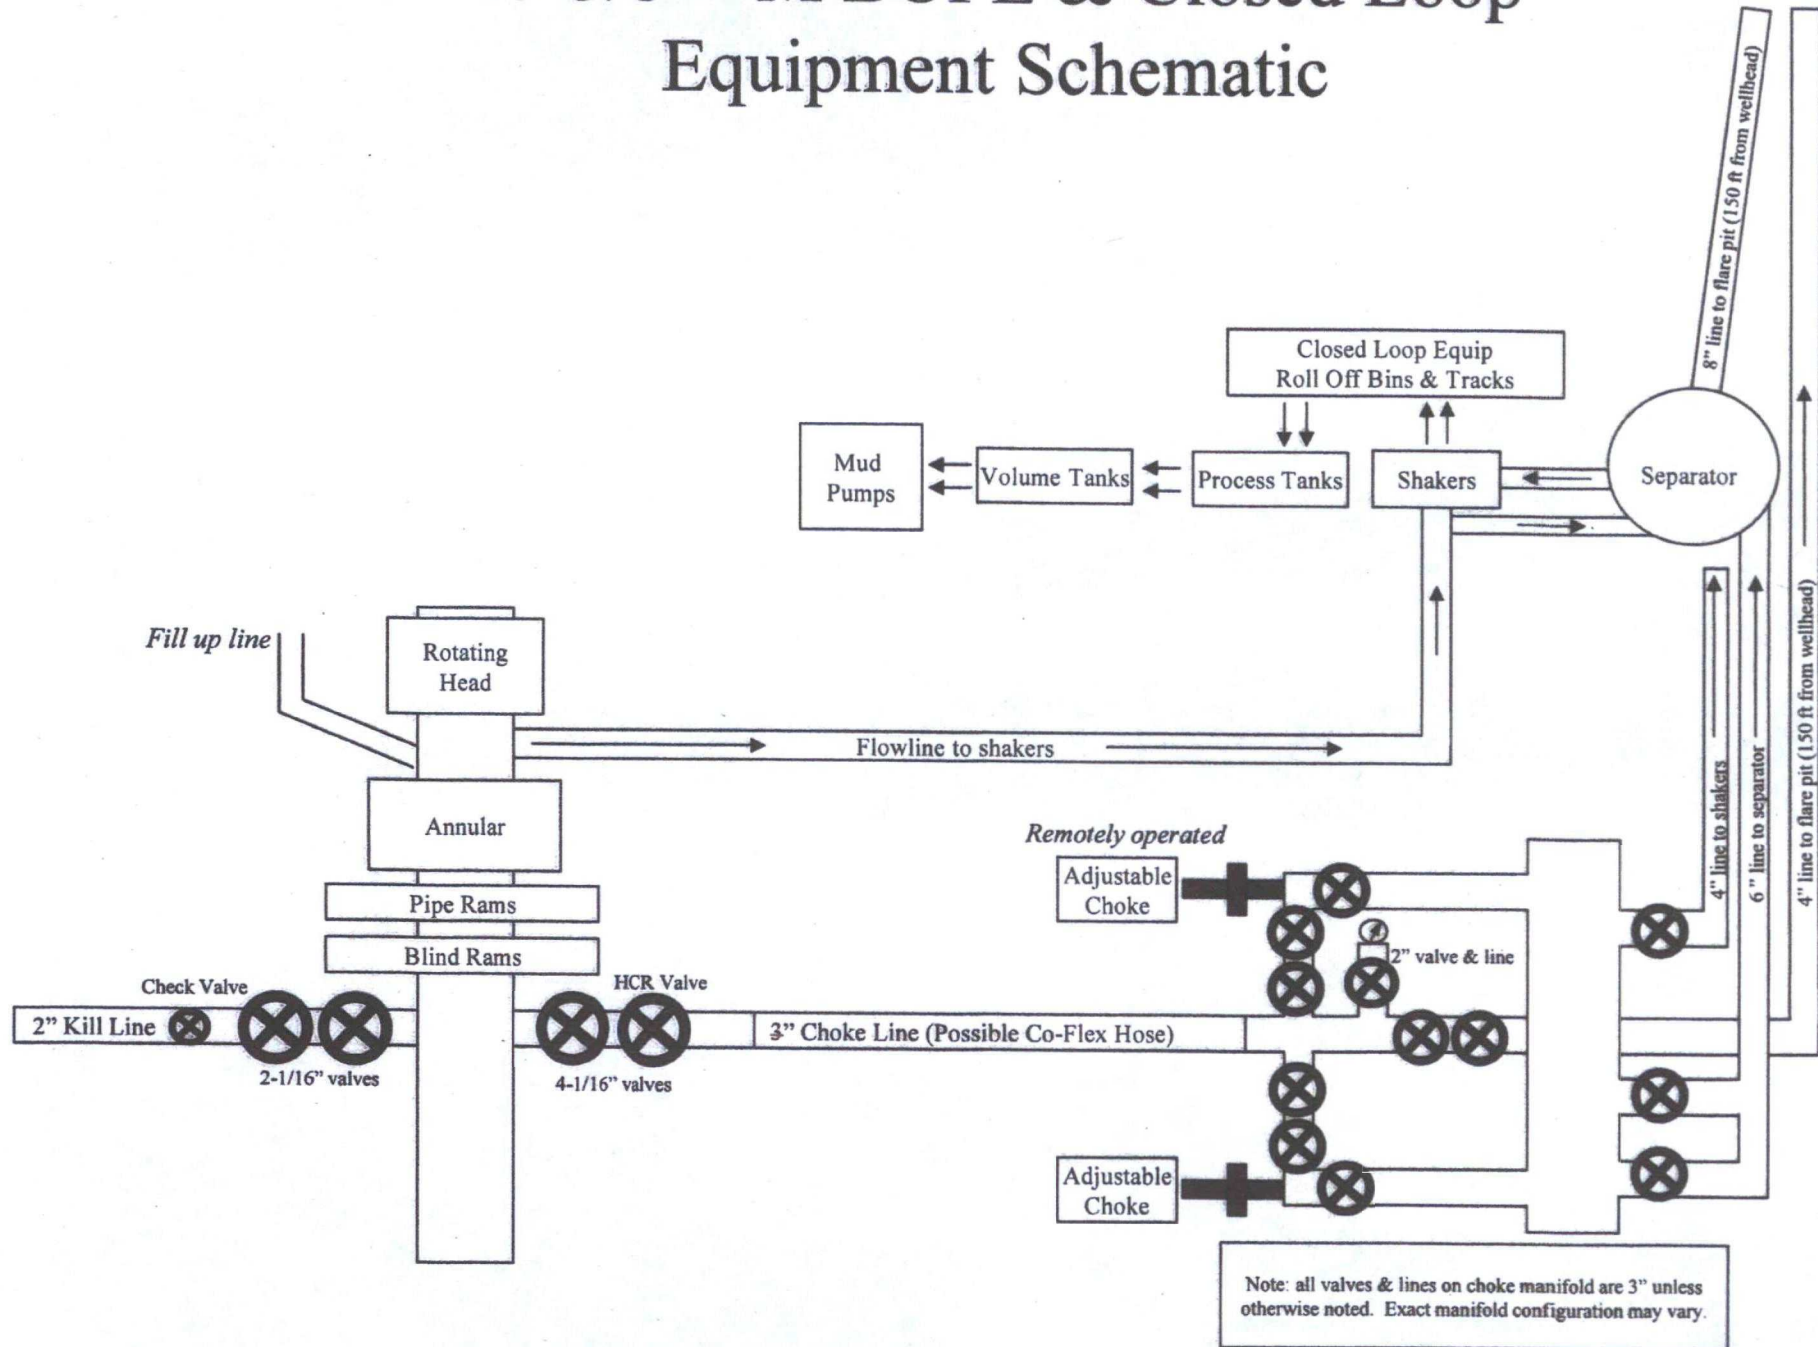 & Closed Loop
Equipment Schematic
8” line to flare pit (150 ft from wellhead)
Closed Loop Equip
Roll Off Bins & Tracks
Mud
Pumps
Volume Tanks
Process Tanks
Shakers
Separator
Fill up line
Rotating
Head
Flowline to shakers
Annular
Pipe Rams
Blind Rams
Remotely operated
Adjustable
Choke
4” line to shakers
6” line to separator
4” line to flare pit (150 ft from wellhead)
2” valve & line
Check Valve
HCR Valve
2” Kill Line
3” Choke Line (Possible Co-Flex Hose)
2-1/16” valves
4-1/16” valves
Adjustable
Choke
Note: all valves & lines on choke manifold are 3” unless
otherwise noted. Exact manifold configuration may vary.